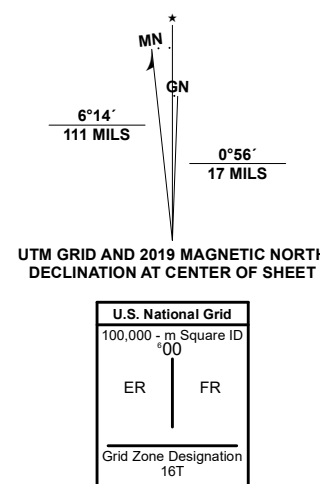 ★
MN
GN
6°14´
111 MILS
0°56´
17 MILS
UTM GRID AND 2019 MAGNETIC NORTH
DECLINATION AT CENTER OF SHEET
U.S. National Grid
100,000 - m Square ID
⁶00
ER FR
Grid Zone Designation
16T